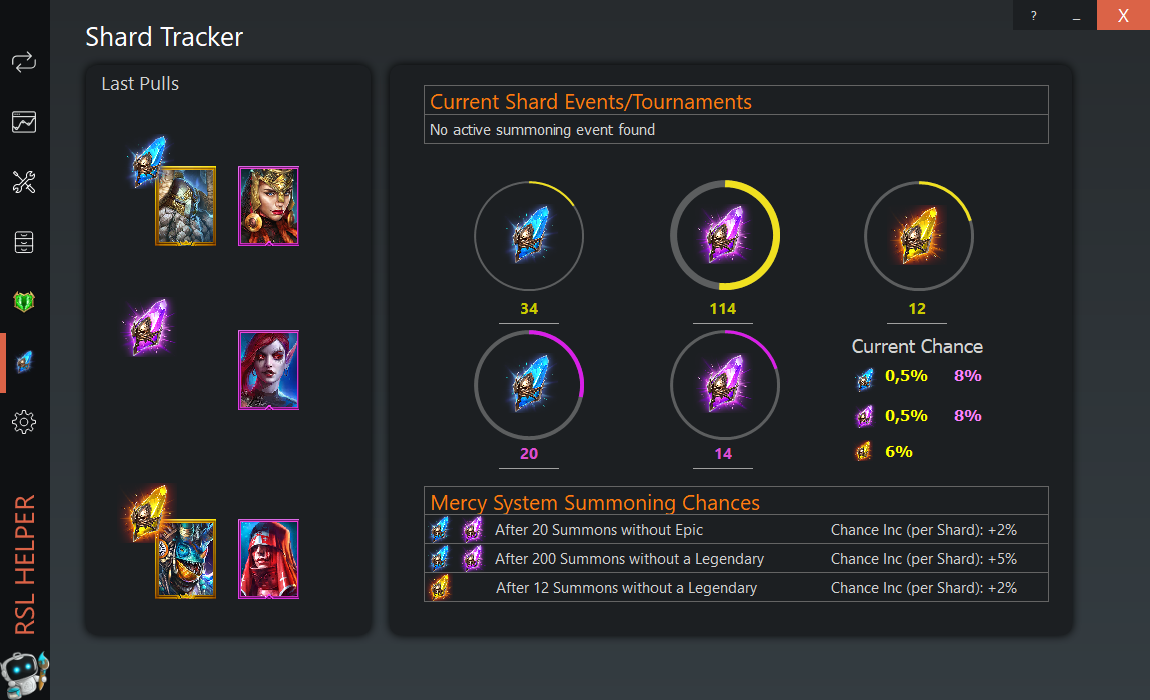 ?
_
X
Shard Tracker
Last Pulls
Current Shard Events/Tournaments
No active summoning event found
34
114
12
20
14
Current Chance
0,5% 8%
0,5% 8%
6%
Mercy System Summoning Chances
After 20 Summons without Epic Chance Inc (per Shard): +2%
After 200 Summons without a Legendary Chance Inc (per Shard): +5%
After 12 Summons without a Legendary Chance Inc (per Shard): +2%
RSL HELPER